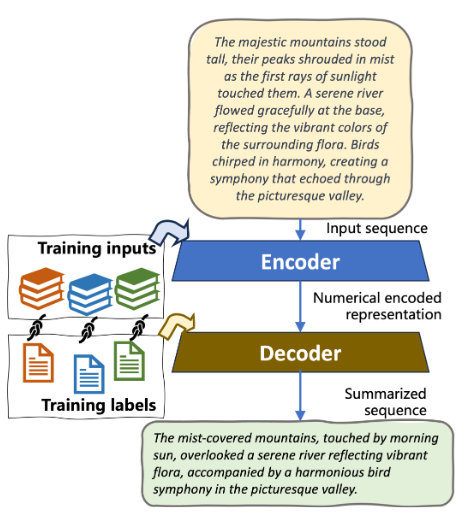 The majestic mountains stood
tall, their peaks shrouded in mist
as the first rays of sunlight
touched them. A serene river
flowed gracefully at the base,
reflecting the vibrant colors of
the surrounding flora. Birds
chirped in harmony, creating a
symphony that echoed through
the picturesque valley.
Input sequence
Training inputs
Encoder
Numerical encoded
representation
Decoder
Training labels
Summarized
sequence
The mist-covered mountains, touched by morning
sun, overlooked a serene river reflecting vibrant
flora, accompanied by a harmonious bird
symphony in the picturesque valley.